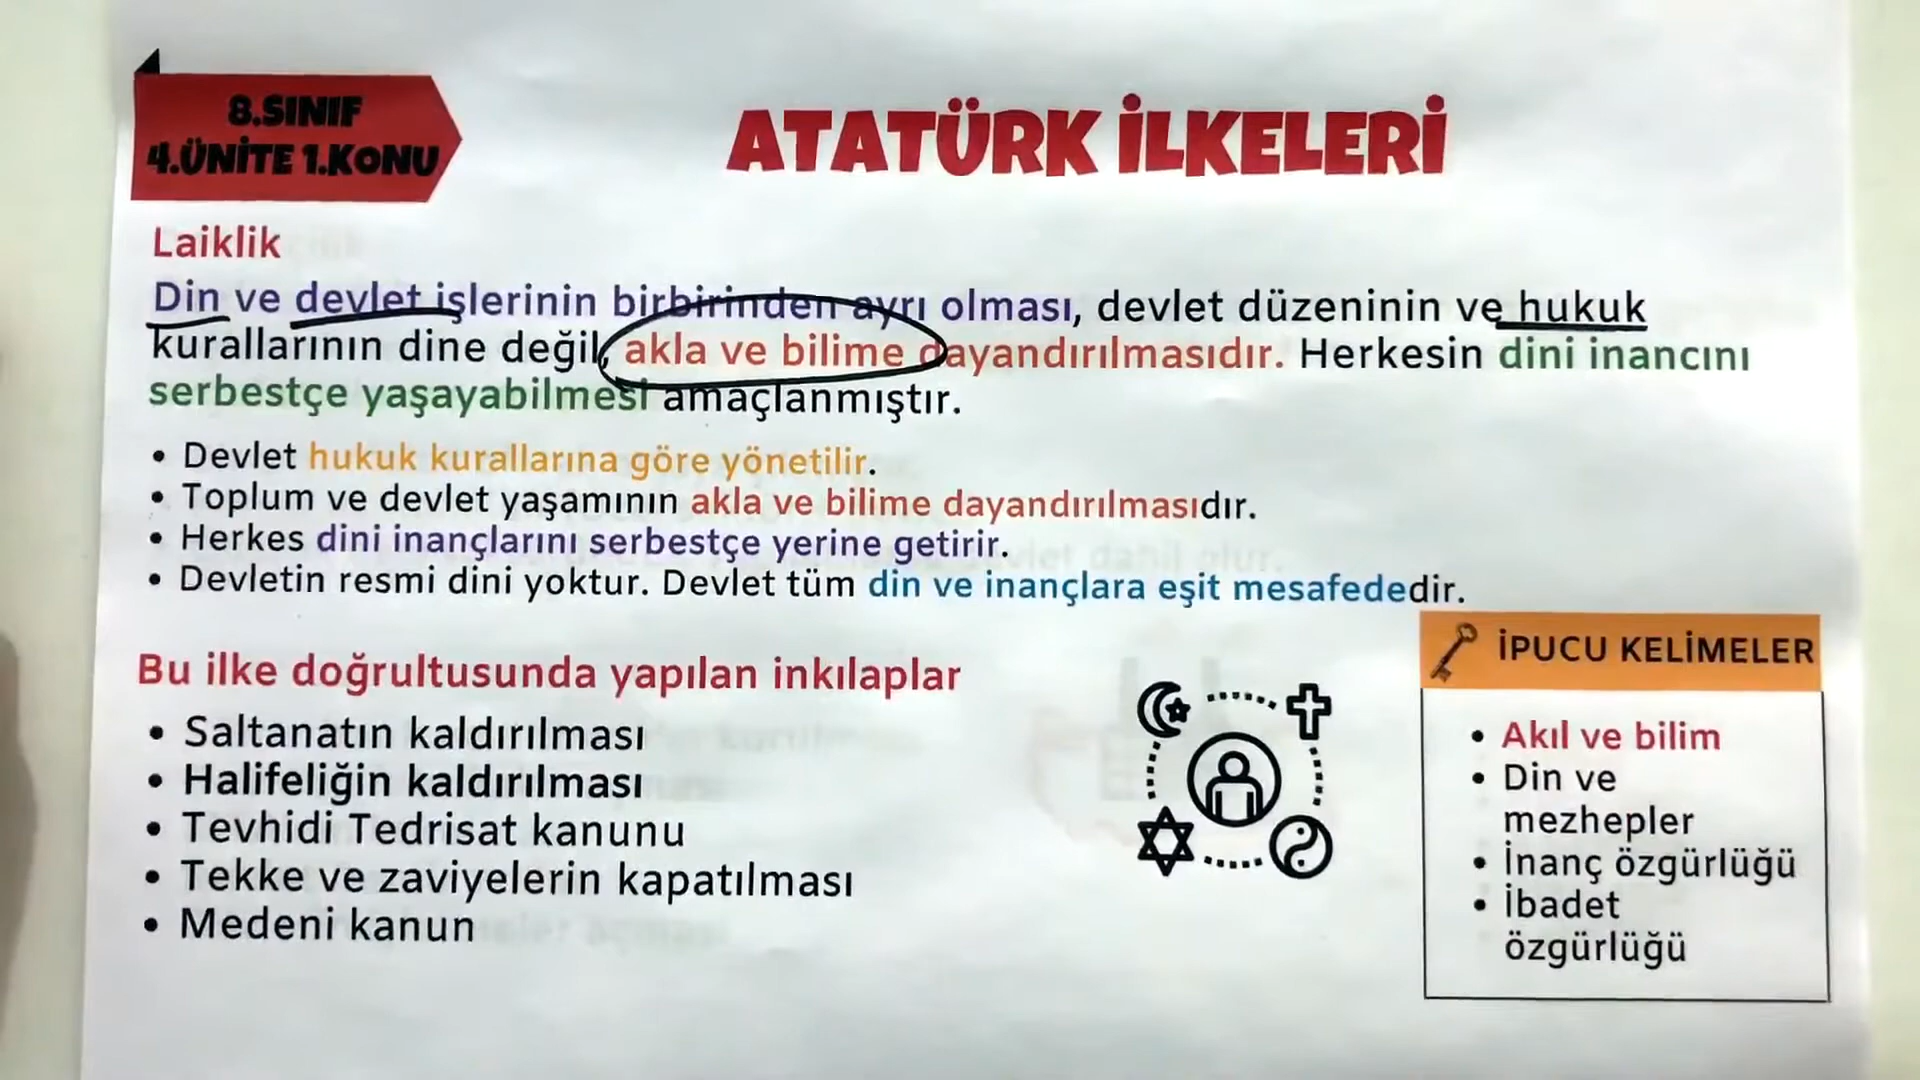 8.SINIF
4.ÜNİTE 1.KONU
ATATÜRK İLKELERİ
Laiklik
Din ve devlet işlerinin birbirinden ayrı olması, devlet düzeninin ve hukuk
kurallarının dine değil, akla ve bilime dayandırılmasıdır. Herkesin dini inancını
serbestçe yaşayabilmesi amaçlanmıştır.
• Devlet hukuk kurallarına göre yönetilir.
• Toplum ve devlet yaşamının akla ve bilime dayandırılmasıdır.
• Herkes dini inançlarını serbestçe yerine getirir.
• Devletin resmi dini yoktur. Devlet tüm din ve inançlara eşit mesafededir.
Bu ilke doğrultusunda yapılan inkılaplar
• Saltanatın kaldırılması
• Halifeliğin kaldırılması
• Tevhidi Tedrisat kanunu
• Tekke ve zaviyelerin kapatılması
• Medeni kanun
İPUCU KELİMELER
• Akıl ve bilim
• Din ve
mezhepler
• İnanç özgürlüğü
• İbadet
özgürlüğü